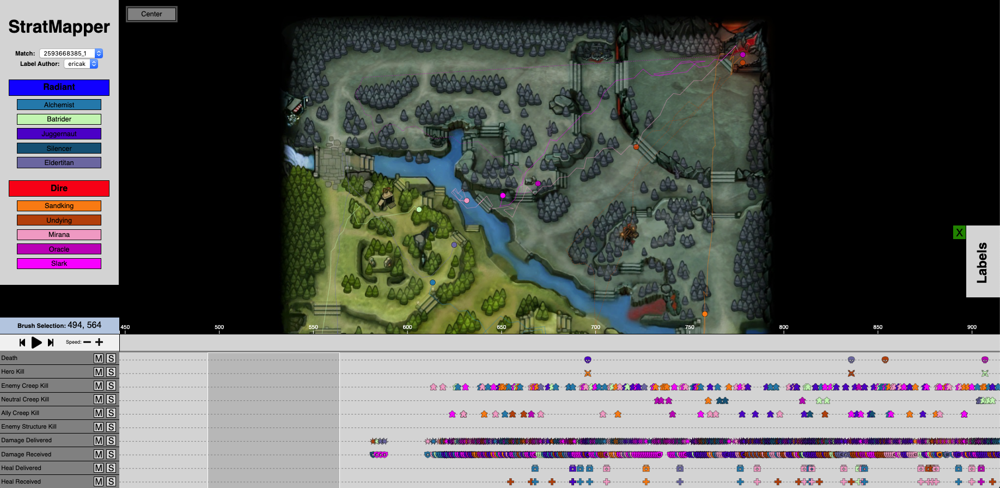 StratMapper
Match: 2593668385_1
Label Author: ericak
Radiant
Alchemist
Batrider
Juggernaut
Silencer
Eldertitan
Dire
Sandking
Undying
Mirana
Oracle
Slark
Center
X
Labels
Brush Selection: 494, 564
450 500 550 600 650 700 750 800 850 900
Speed:
Death M S
Hero Kill M S
Enemy Creep Kill M S
Neutral Creep Kill M S
Ally Creep Kill M S
Enemy Structure Kill M S
Damage Delivered M S
Damage Received M S
Heal Delivered M S
Heal Received M S